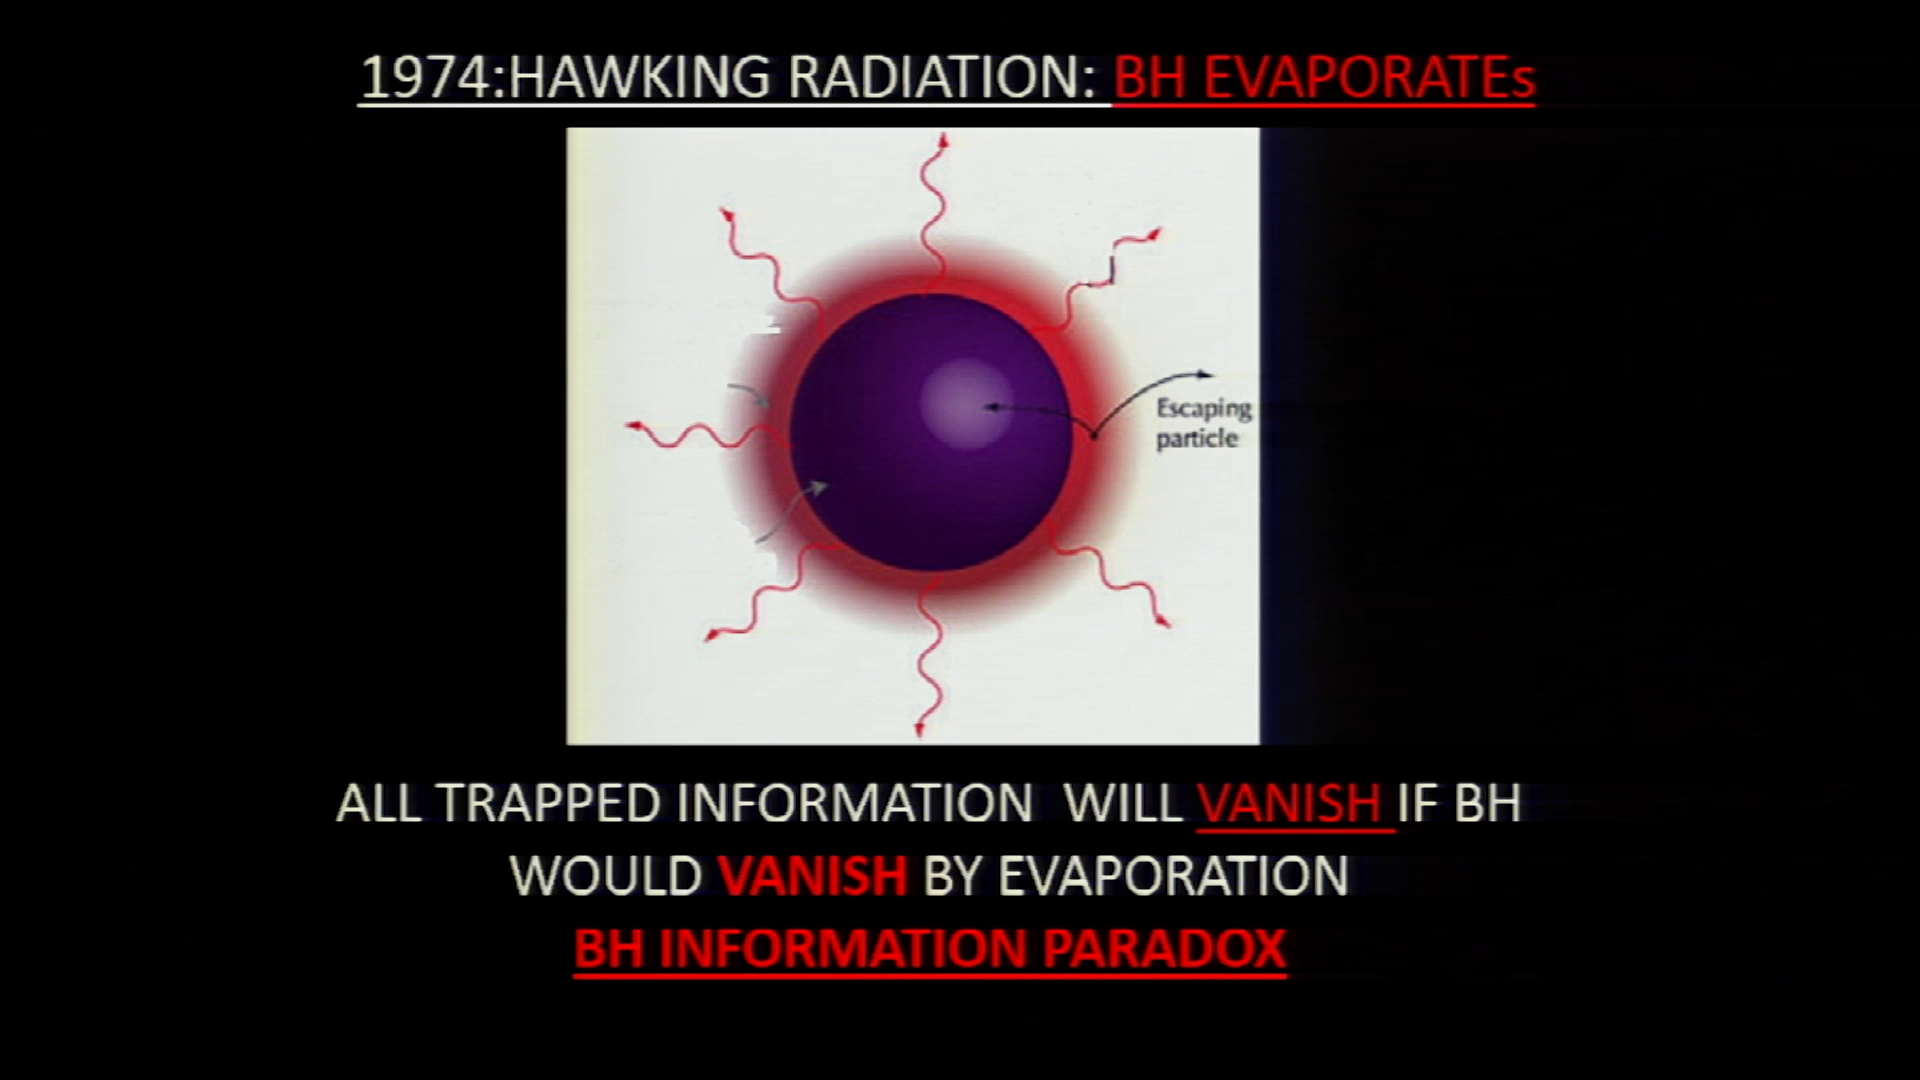 1974:HAWKING RADIATION: BH EVAPORATEs
Escaping
particle
ALL TRAPPED INFORMATION WILL VANISH IF BH
WOULD VANISH BY EVAPORATION
BH INFORMATION PARADOX